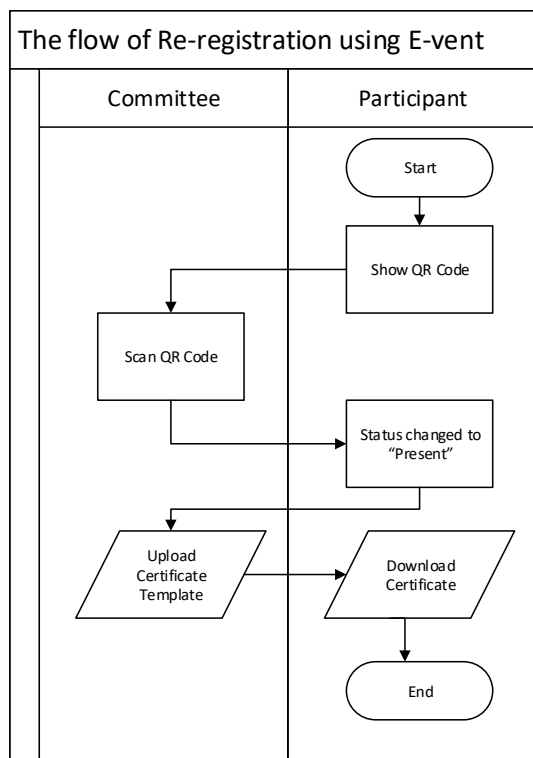 The flow of Re-registration using E-vent
Committee
Participant
Start
Show QR Code
Scan QR Code
Status changed to
“Present”
Upload
Certificate
Template
Download
Certificate
End